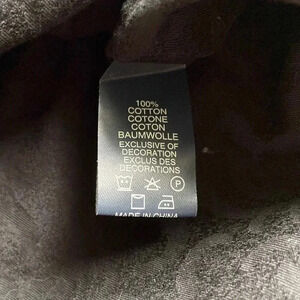 100%
COTTON
COTONE
COTON
BAUMWOLLE
EXCLUSIVE OF
DECORATION
EXCLUS DES
DECORATIONS
P
MADE IN CHINA